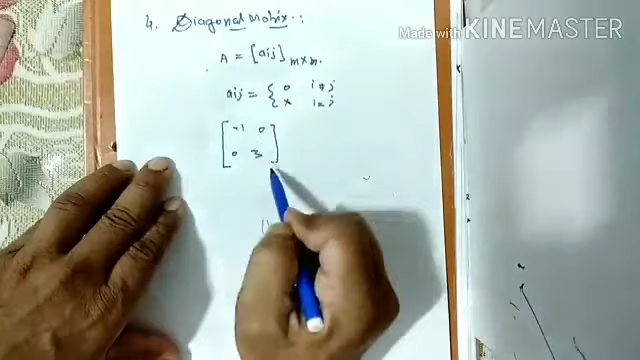 Made with KINEMASTER
4. Diagonal Matrix :
A = [aij] m×n.
aij = { 0 i≠j
{ x i=j
[ -1 0
0 3 ]